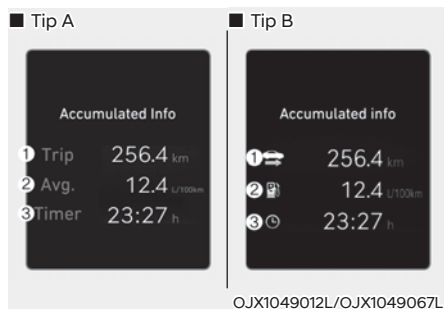 ■ Tip A
Accumulated Info
① Trip 256.4 km
② Avg. 12.4 L/100km
③ Timer 23:27 h
■ Tip B
Accumulated info
① 256.4 km
② 12.4 L/100km
③ 23:27 h
OJX1049012L/OJX1049067L